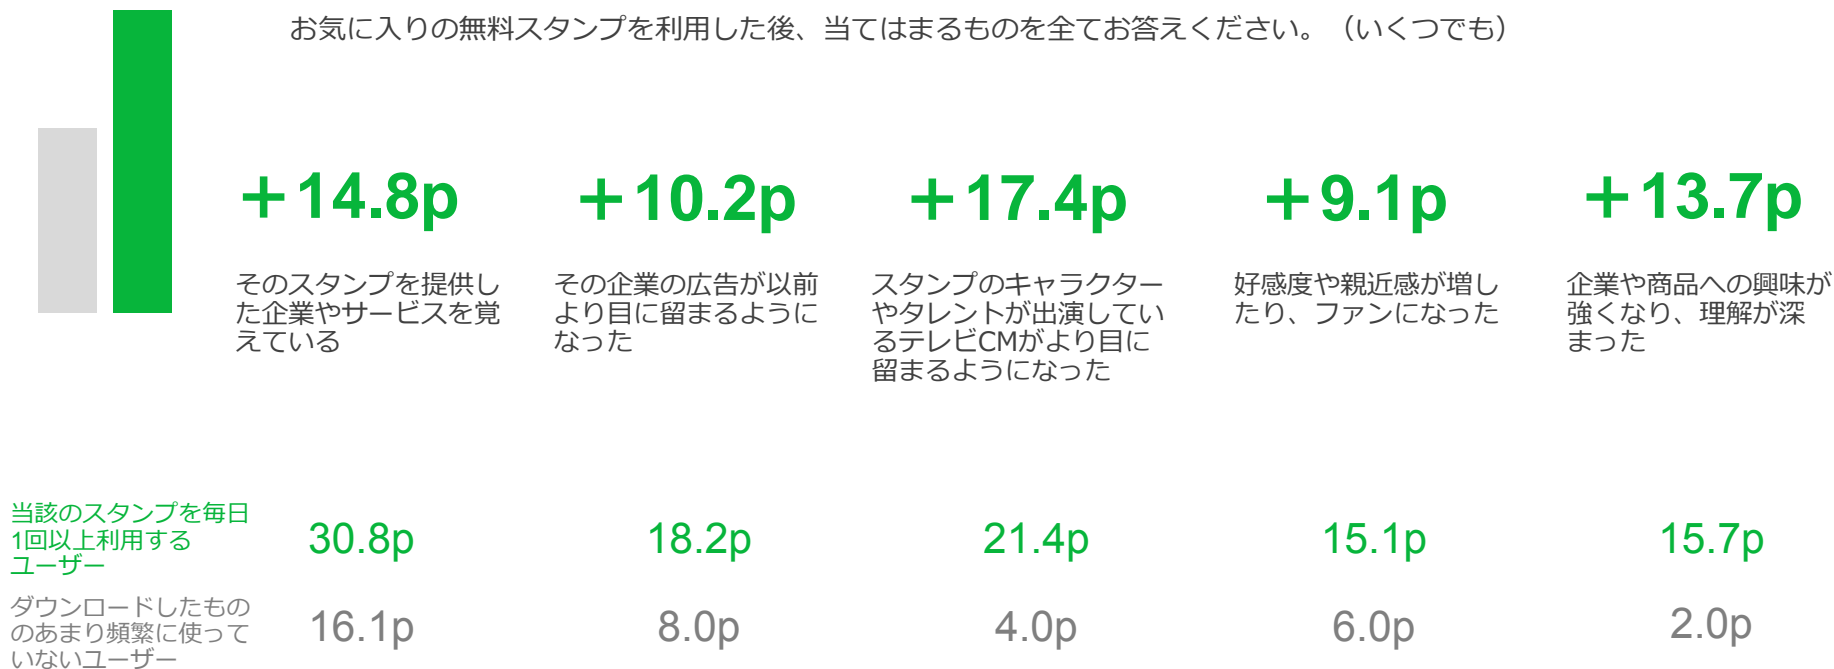 お気に入りの無料スタンプを利用した後、当てはまるものを全てお答えください。（いくつでも）
＋14.8p
＋10.2p
＋17.4p
＋9.1p
＋13.7p
そのスタンプを提供し
た企業やサービスを覚
えている
その企業の広告が以前
より目に留まるように
なった
スタンプのキャラクター
やタレントが出演してい
るテレビCMがより目に
留まるようになった
好感度や親近感が増し
たり、ファンになった
企業や商品への興味が
強くなり、理解が深
まった
当該のスタンプを毎日
1回以上利用する
ユーザー
30.8p
18.2p
21.4p
15.1p
15.7p
ダウンロードしたもの
のあまり頻繁に使って
いないユーザー
16.1p
8.0p
4.0p
6.0p
2.0p